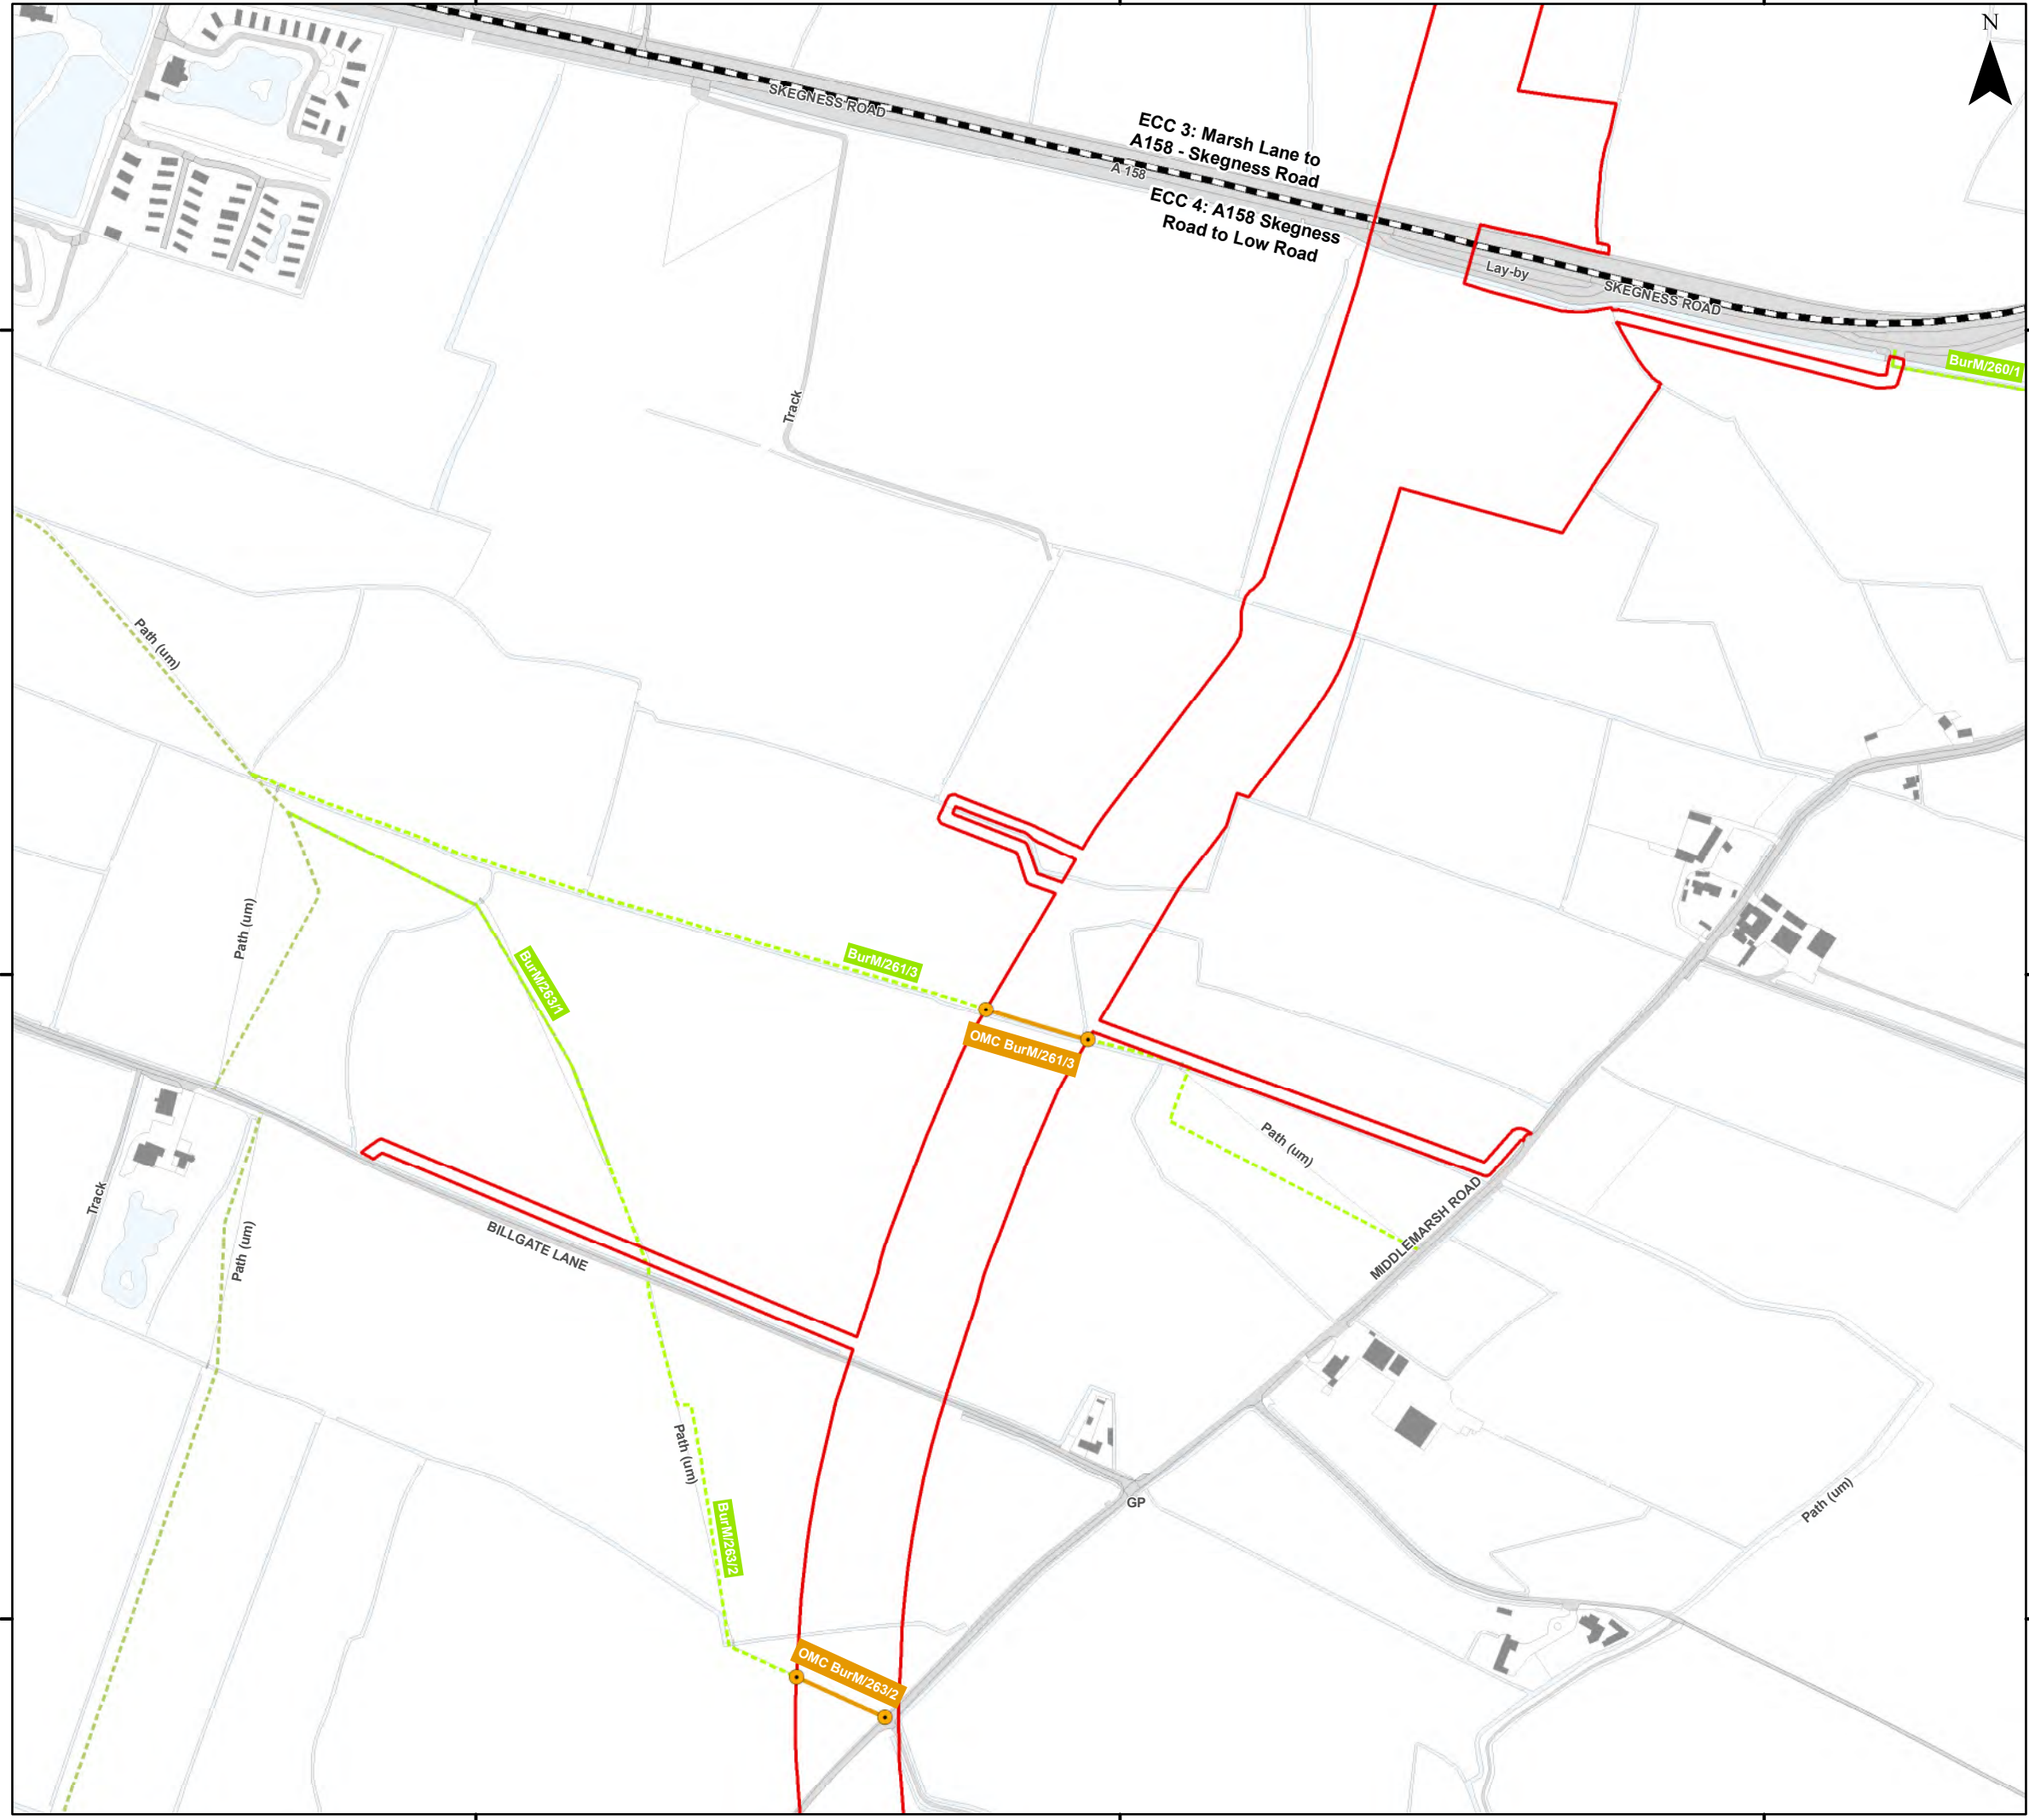 N
SKEGNESS ROAD
ECC 3: Marsh Lane to
A158 - Skegness Road
A 158
ECC 4: A158 Skegness
Road to Low Road
Lay-by
SKEGNESS ROAD
BurM/260/1
Track
Path (um)
Path (um)
BurM/261/3
BurM/263/1
OMC BurM/261/3
Path (um)
Track
Path (um)
BILLGATE LANE
MIDDLEMARSH ROAD
Path (um)
GP
Path (um)
BurM/263/2
OMC BurM/263/2